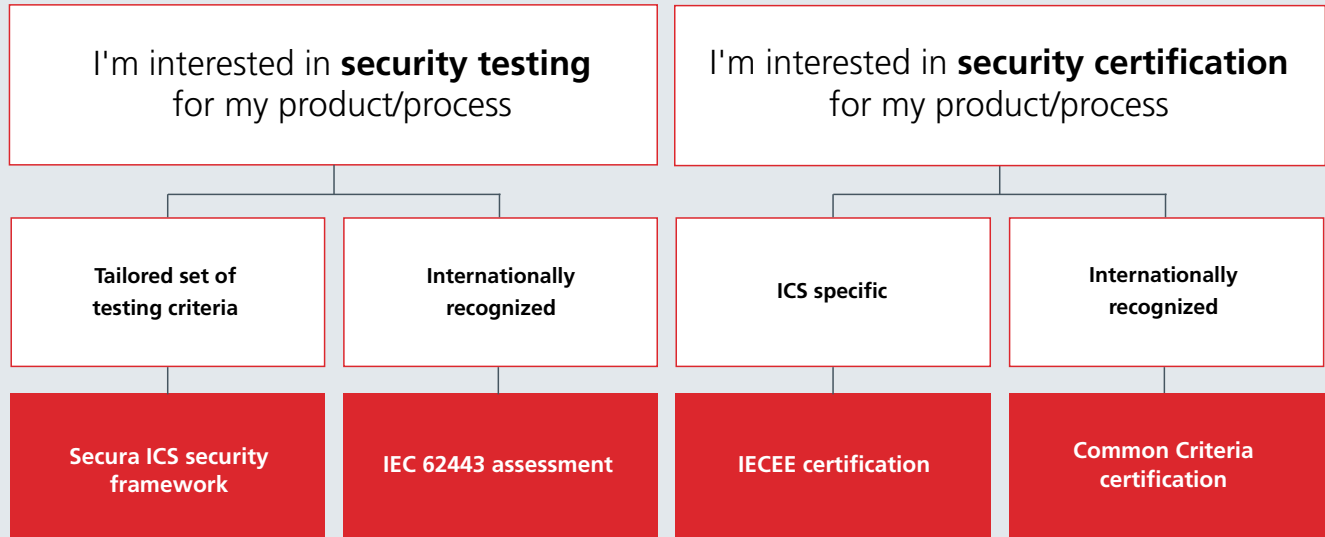 I'm interested in security testing
for my product/process
I'm interested in security certification
for my product/process
Tailored set of
testing criteria
Internationally
recognized
ICS specific
Internationally
recognized
Secura ICS security
framework
IEC 62443 assessment
IECEE certification
Common Criteria
certification